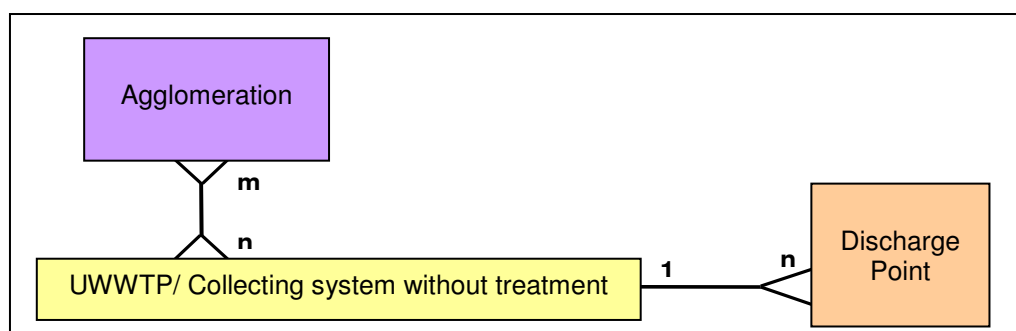 Agglomeration
m
n
UWWTP/ Collecting system without treatment
1
n
Discharge
Point